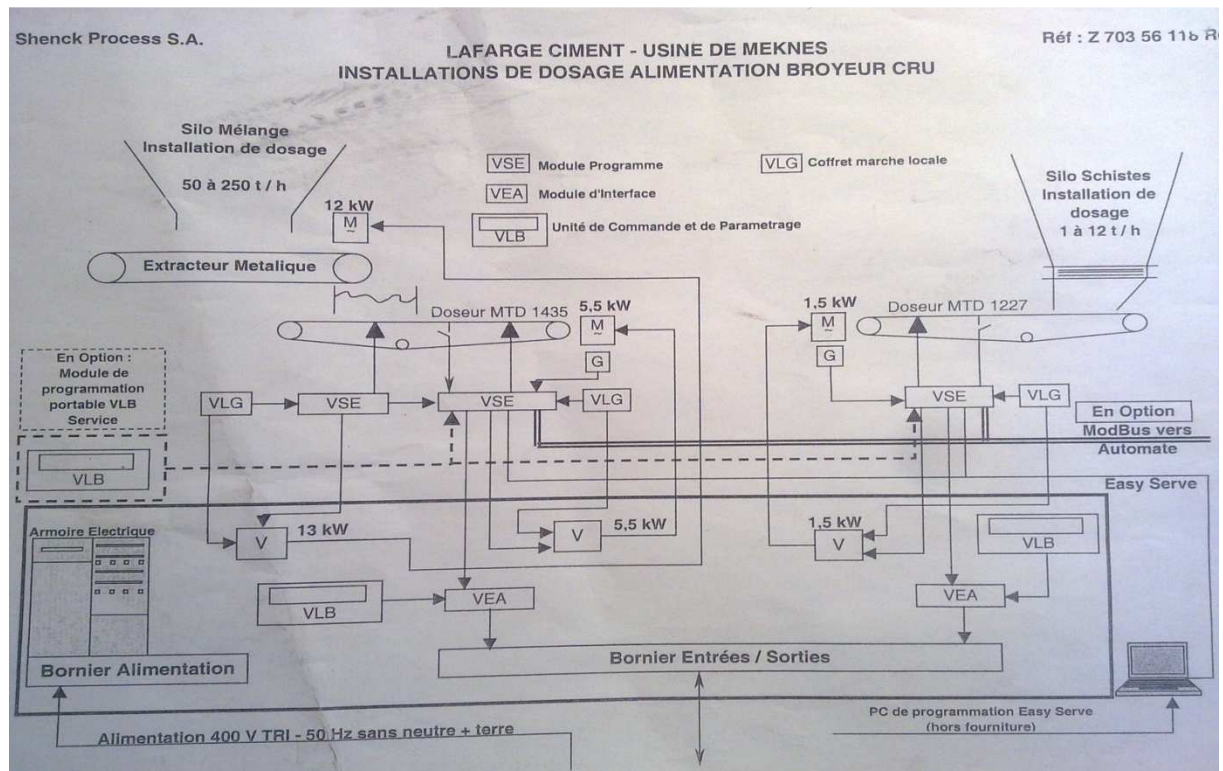 Shenck Process S.A.
Réf : Z 703 56 116
LAFARGE CIMENT - USINE DE MEKNES
INSTALLATIONS DE DOSAGE ALIMENTATION BROYEUR CRU
Silo Mélange
Installation de dosage
50 à 250 t / h
VSE Module Programme
VEA Module d'Interface
VLB Unité de Commande et de Parametrage
VLG Coffret marche locale
Silo Schistes
Installation de
dosage
1 à 12 t / h
12 kW
M
~
Extracteur Metalique
Doseur MTD 1435
5,5 kW
M
~
G
1,5 kW
M
~
G
Doseur MTD 1227
En Option :
Module de
programmation
portable VLB
Service
VLB
VLG
VSE
VSE
VLG
VSE
VLG
En Option
ModBus vers
Automate
Easy Serve
Armoire Electrique
V
13 kW
V
5,5 kW
1,5 kW
V
VLB
VLB
VEA
VEA
Bornier Alimentation
Bornier Entrées / Sorties
Alimentation 400 V TRI - 50 Hz sans neutre + terre
PC de programmation Easy Serve
(hors fourniture)